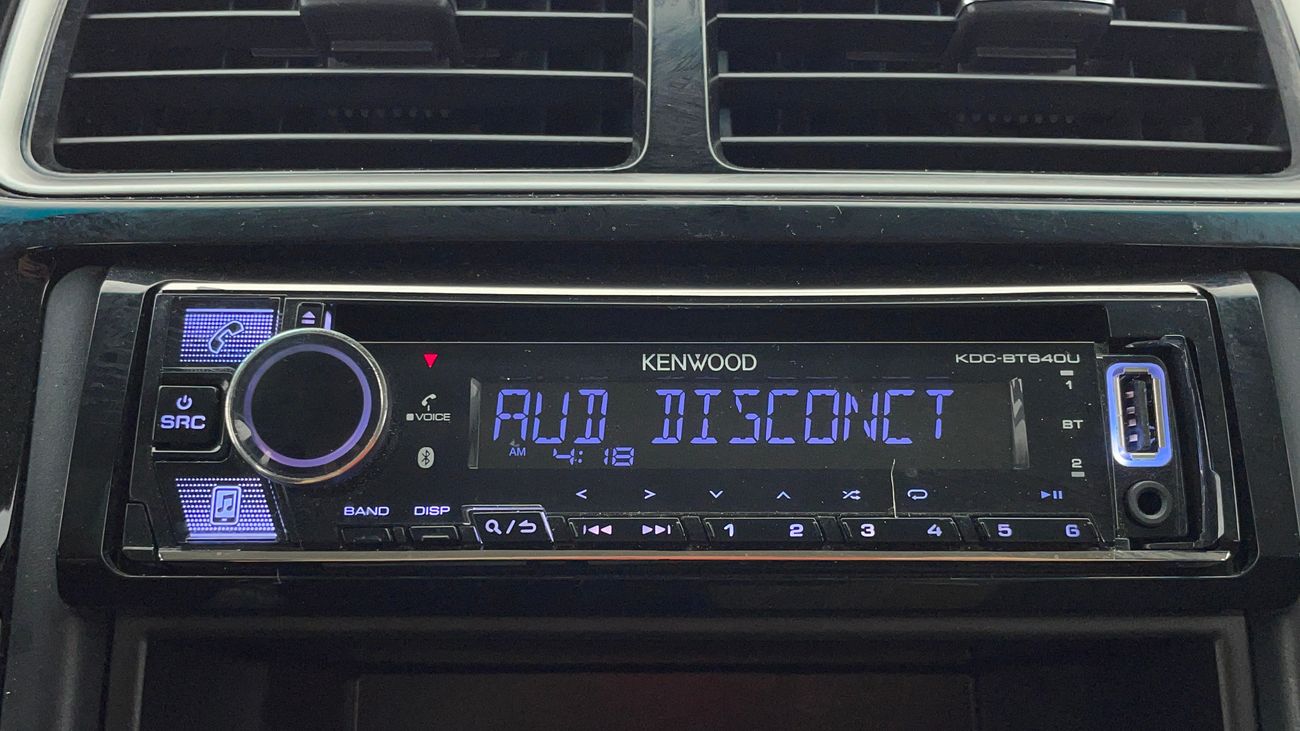 KENWOOD
KDC-BT640U
1
SRC
VOICE
AUD DISCONCT
BT
AM 4:18
2
BAND DISP
1 2 3 4 5 6